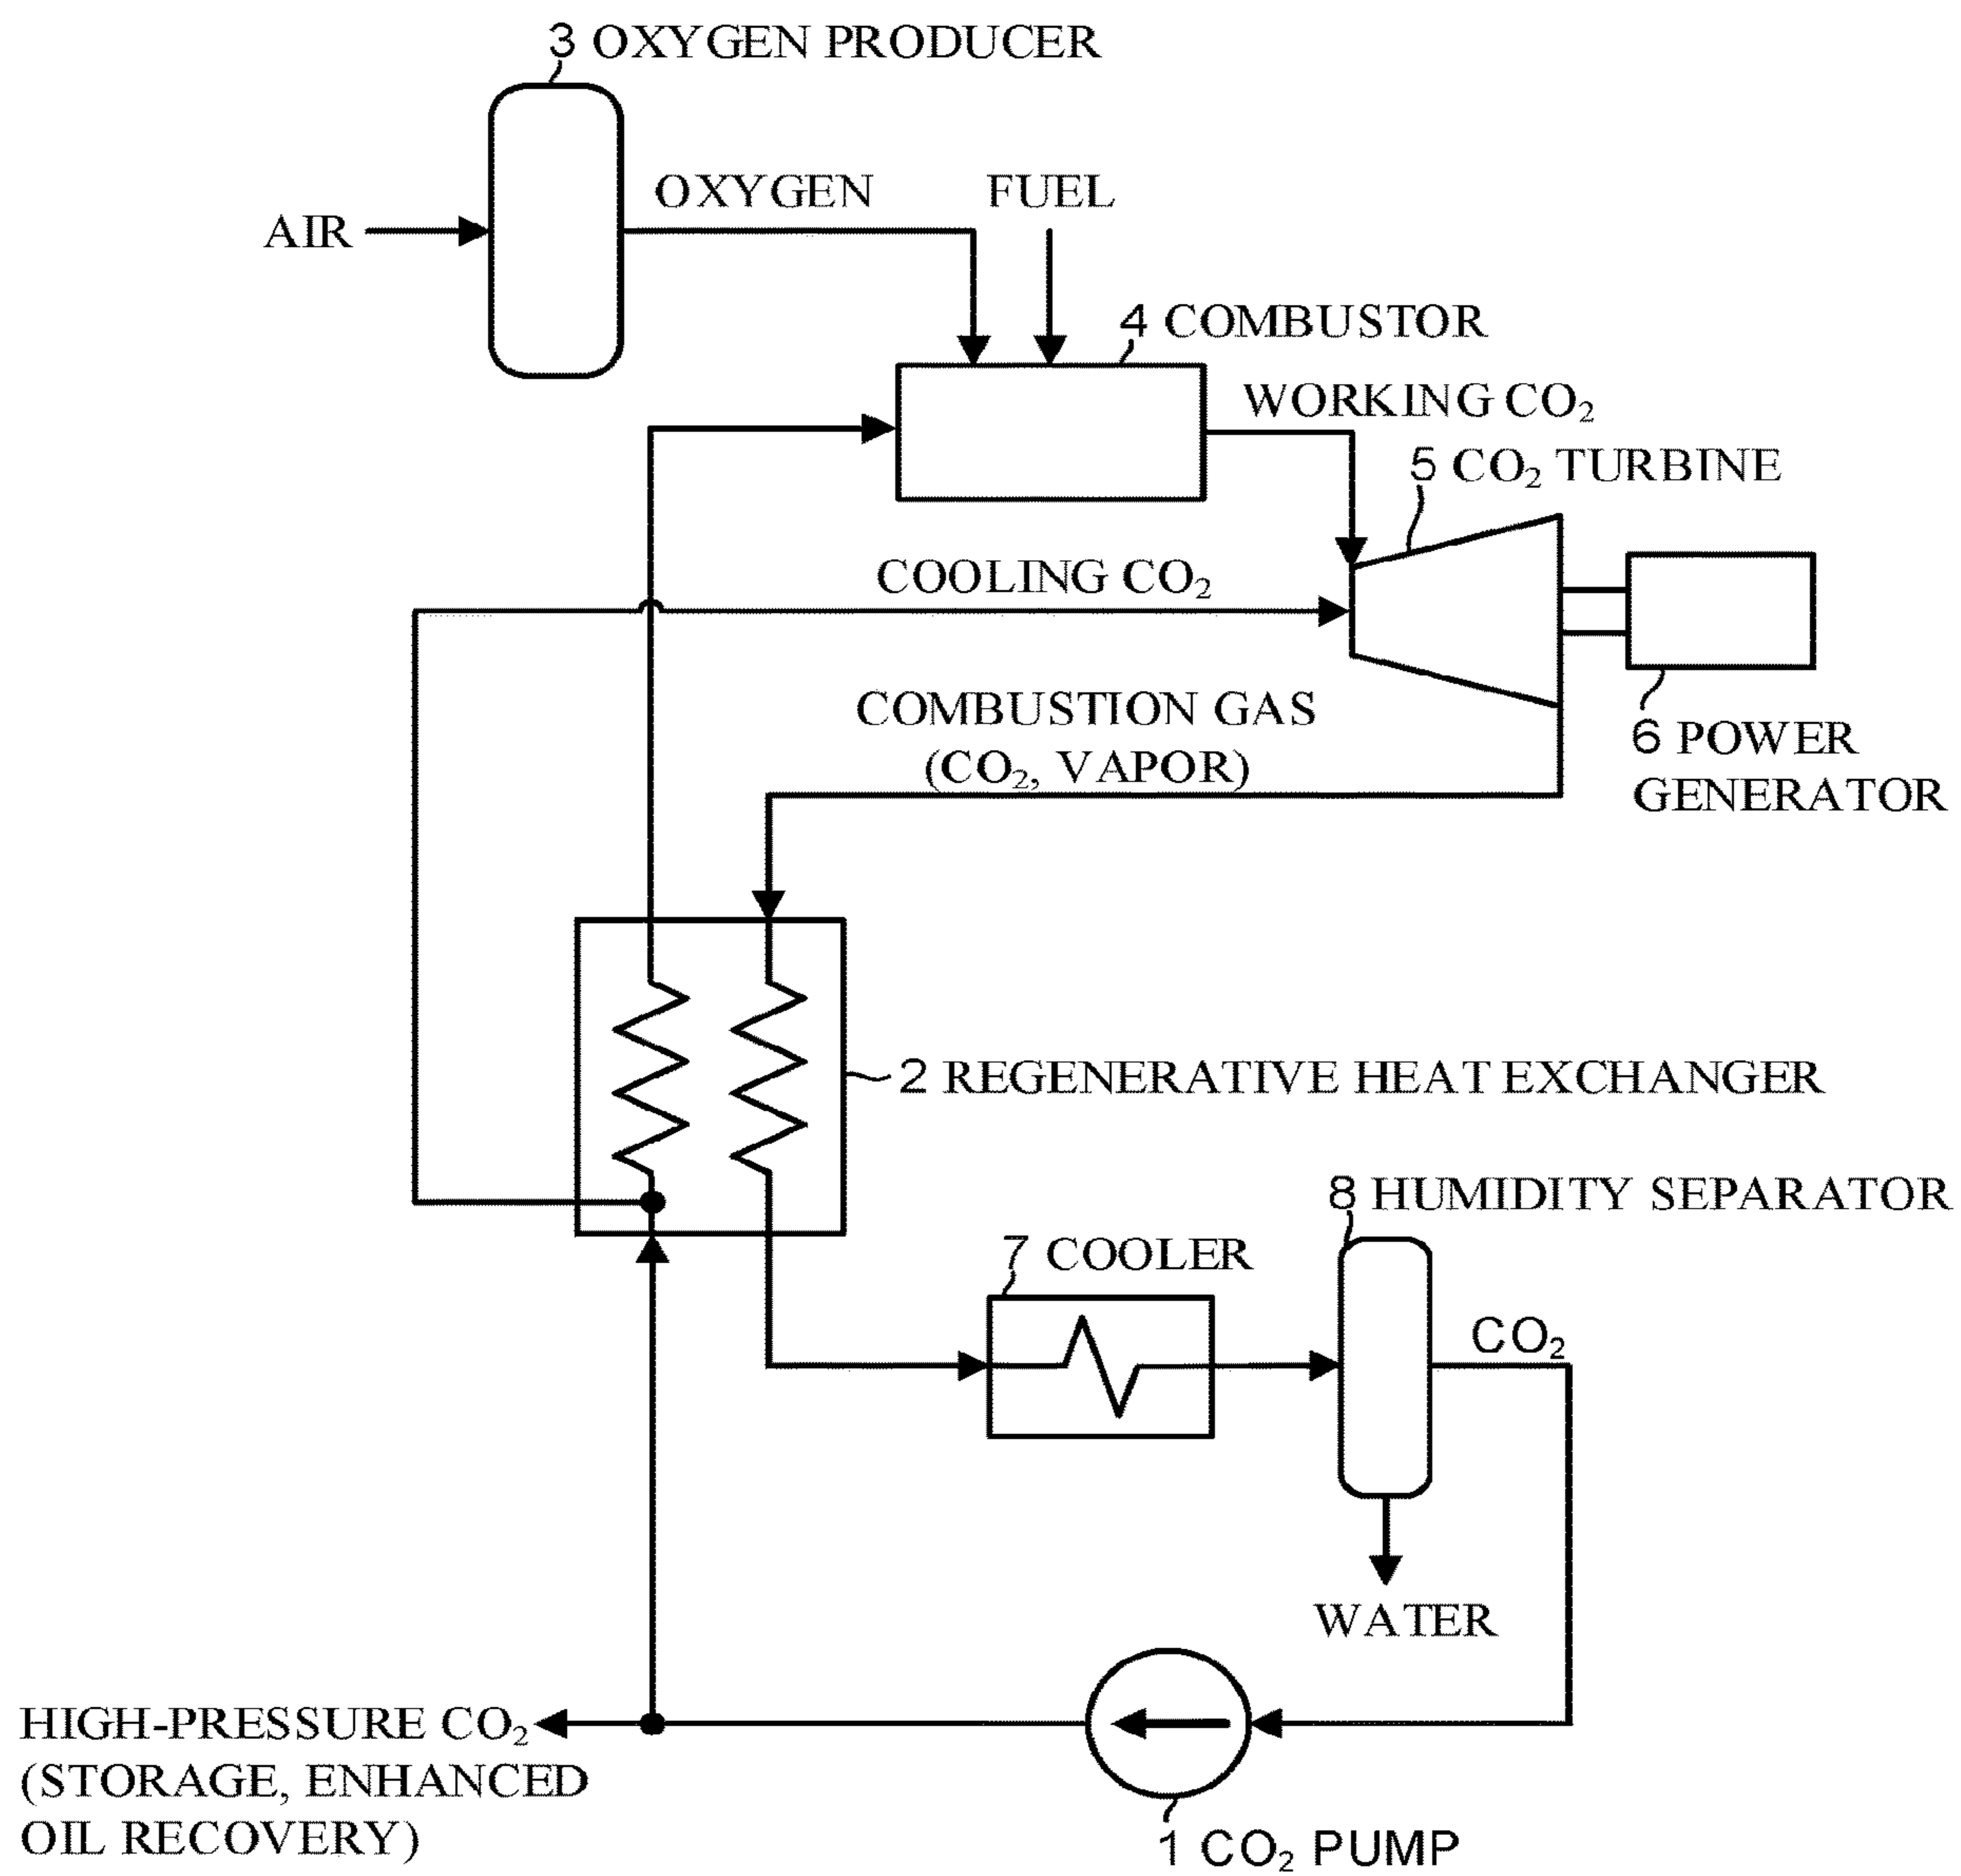 3 OXYGEN PRODUCER
OXYGEN
FUEL
AIR
4 COMBUSTOR
WORKING CO₂
5 CO₂ TURBINE
COOLING CO₂
COMBUSTION GAS
(CO₂, VAPOR)
6 POWER
GENERATOR
2 REGENERATIVE HEAT EXCHANGER
8 HUMIDITY SEPARATOR
7 COOLER
CO₂
WATER
HIGH-PRESSURE CO₂
(STORAGE, ENHANCED
OIL RECOVERY)
1 CO₂ PUMP